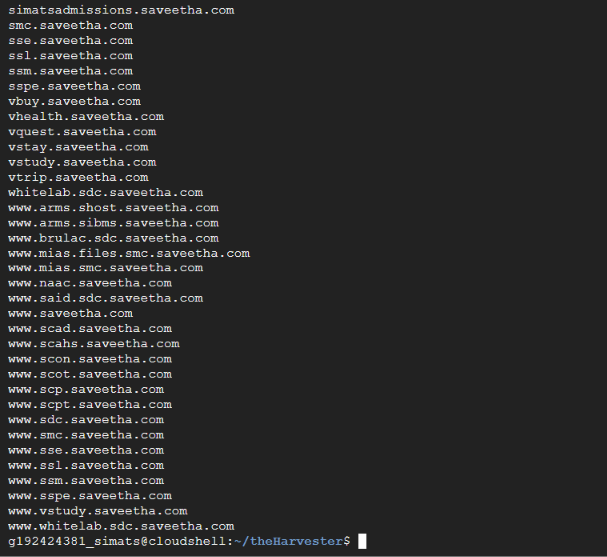 simatsadmissions.saveetha.com
smc.saveetha.com
sse.saveetha.com
ssl.saveetha.com
ssm.saveetha.com
sspe.saveetha.com
vbuy.saveetha.com
vhealth.saveetha.com
vquest.saveetha.com
vstay.saveetha.com
vstudy.saveetha.com
vtrip.saveetha.com
whitelab.sdc.saveetha.com
www.arms.shost.saveetha.com
www.arms.sibms.saveetha.com
www.brulac.sdc.saveetha.com
www.mias.files.smc.saveetha.com
www.mias.smc.saveetha.com
www.naac.saveetha.com
www.said.sdc.saveetha.com
www.saveetha.com
www.scad.saveetha.com
www.scahs.saveetha.com
www.scon.saveetha.com
www.scot.saveetha.com
www.scp.saveetha.com
www.scpt.saveetha.com
www.sdc.saveetha.com
www.smc.saveetha.com
www.sse.saveetha.com
www.ssl.saveetha.com
www.ssm.saveetha.com
www.sspe.saveetha.com
www.vstudy.saveetha.com
www.whitelab.sdc.saveetha.com
g192424381_simats@cloudshell:~/theHarvester$